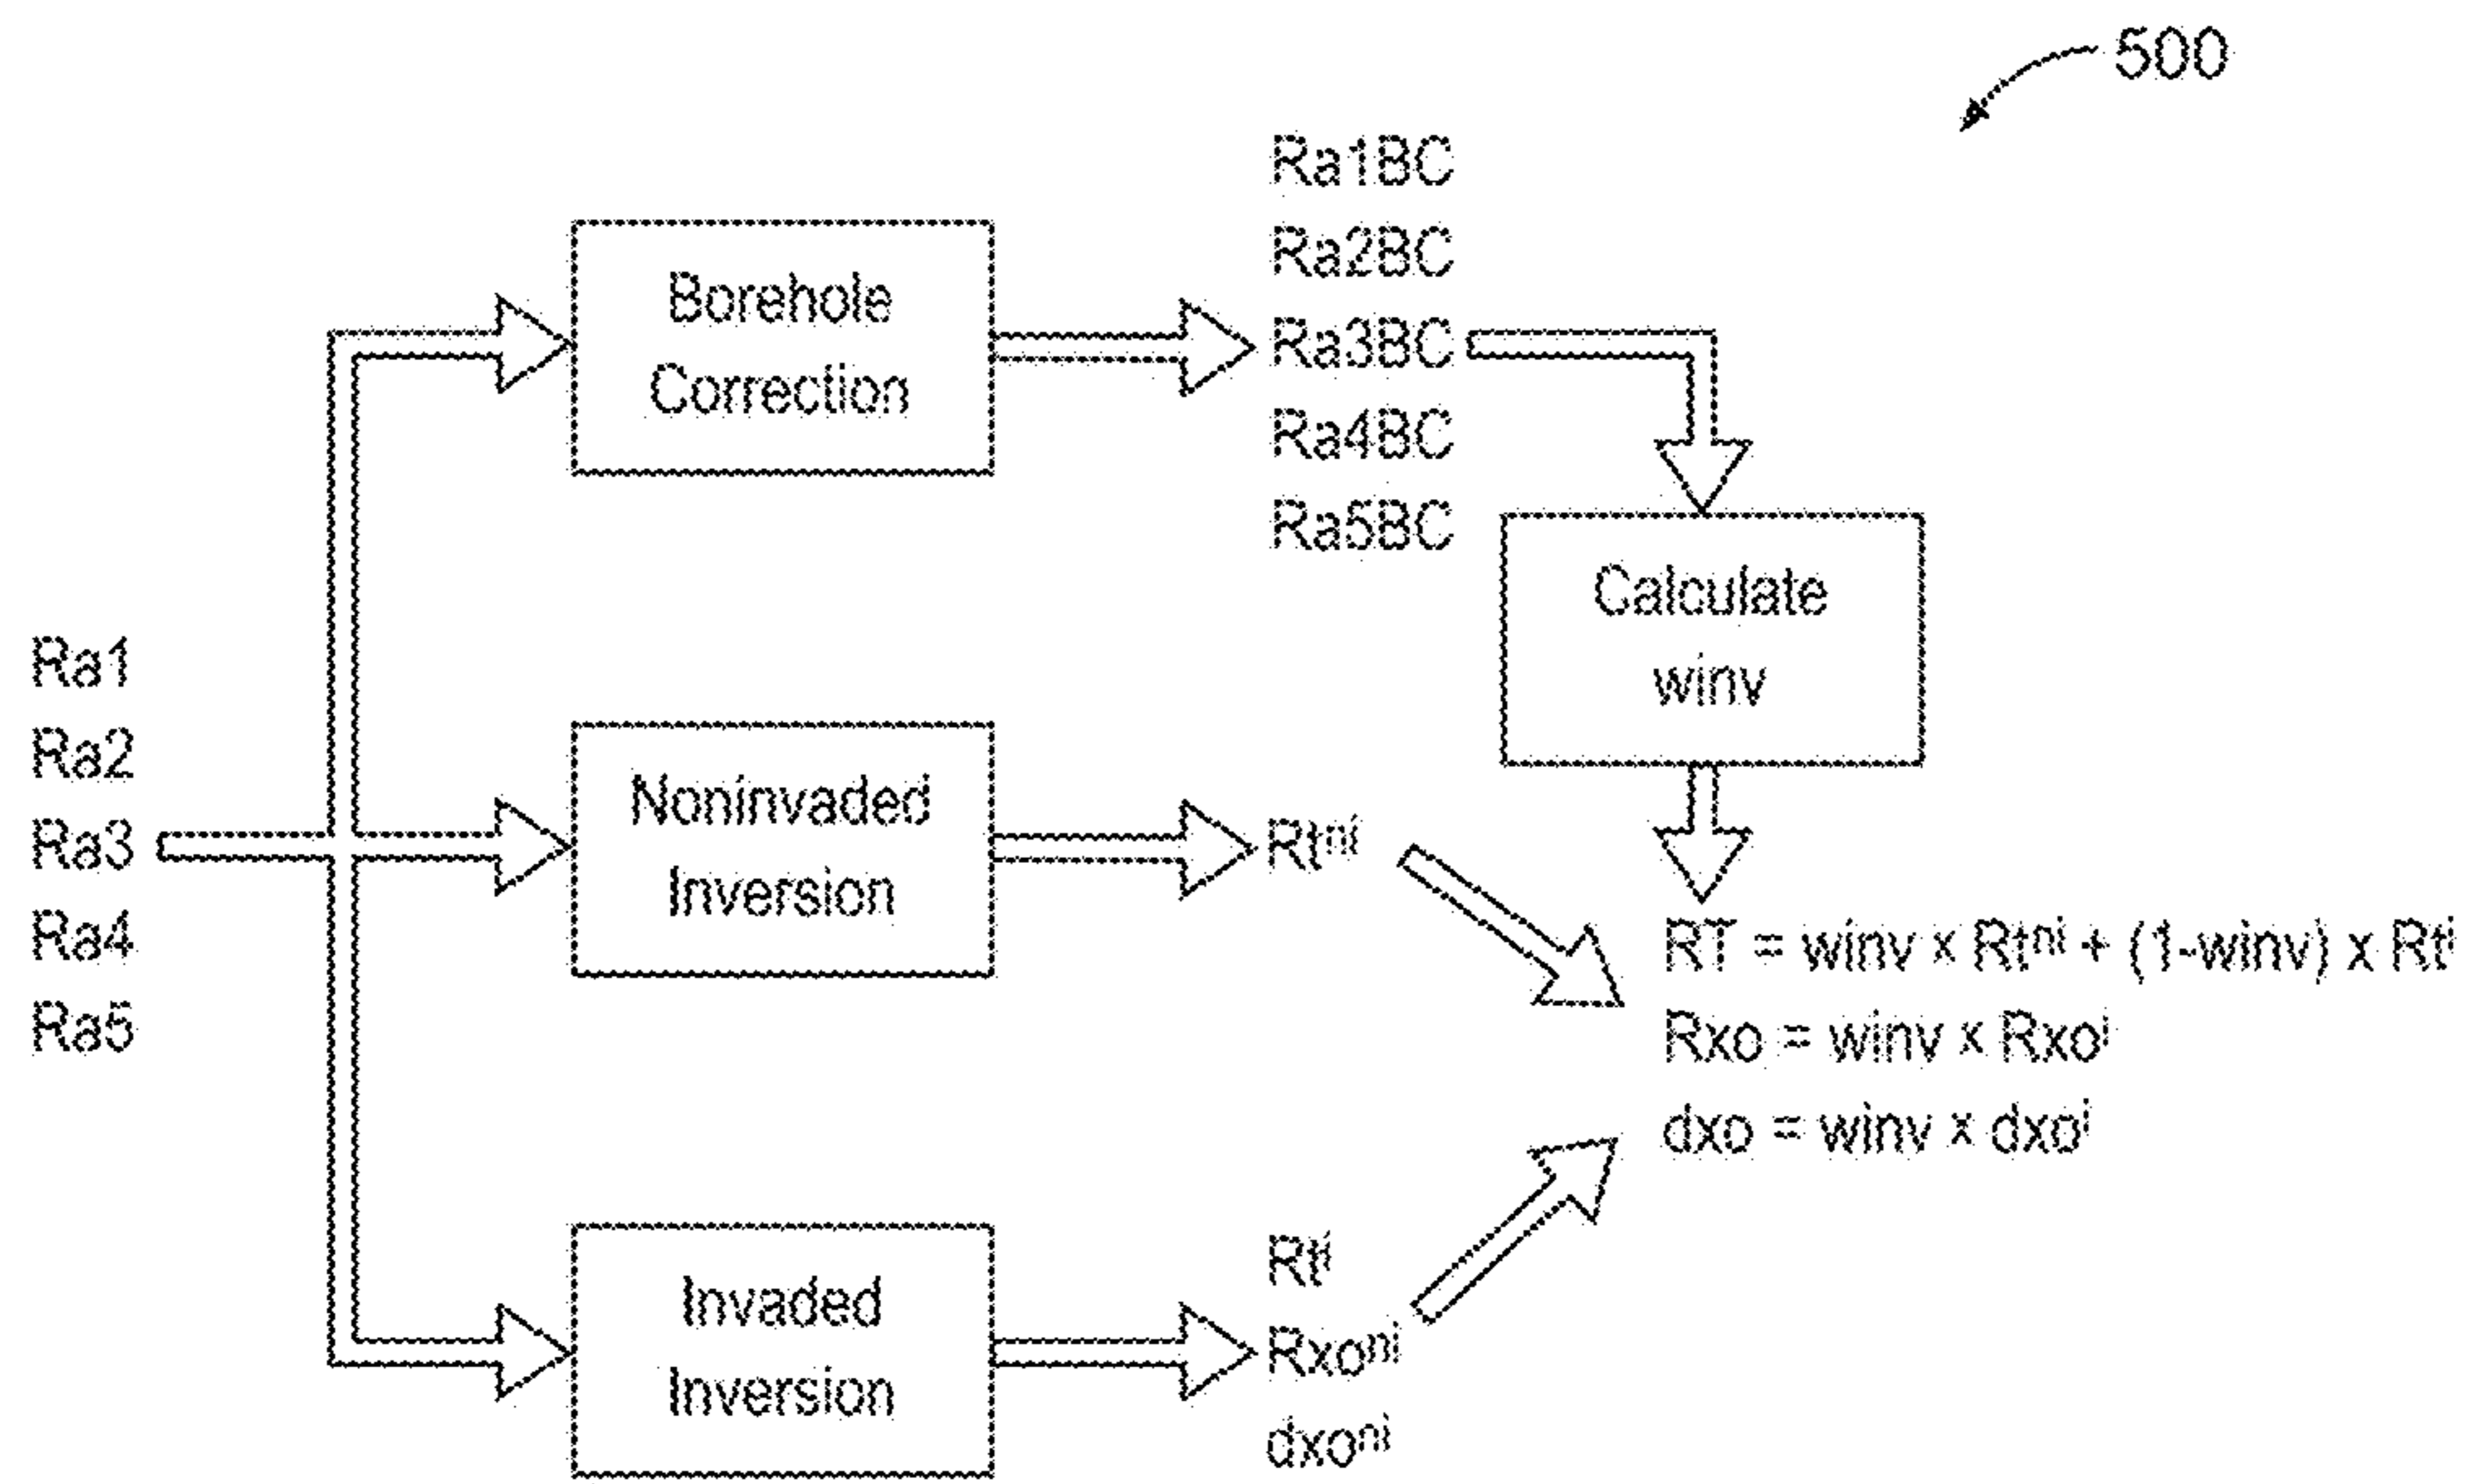 500
Ra1
Ra2
Ra3
Ra4
Ra5
Borehole
Correction
Noninvaded
Inversion
Invaded
Inversion
Ra1BC
Ra2BC
Ra3BC
Ra4BC
Ra5BC
Rtⁿⁱ
Rtⁱ
Rxoⁿⁱ
dxoⁿⁱ
Calculate
winv
RT = winv x Rtⁿⁱ + (1-winv) x Rtⁱ
Rxo = winv x Rxoⁱ
dxo = winv x dxoⁱ